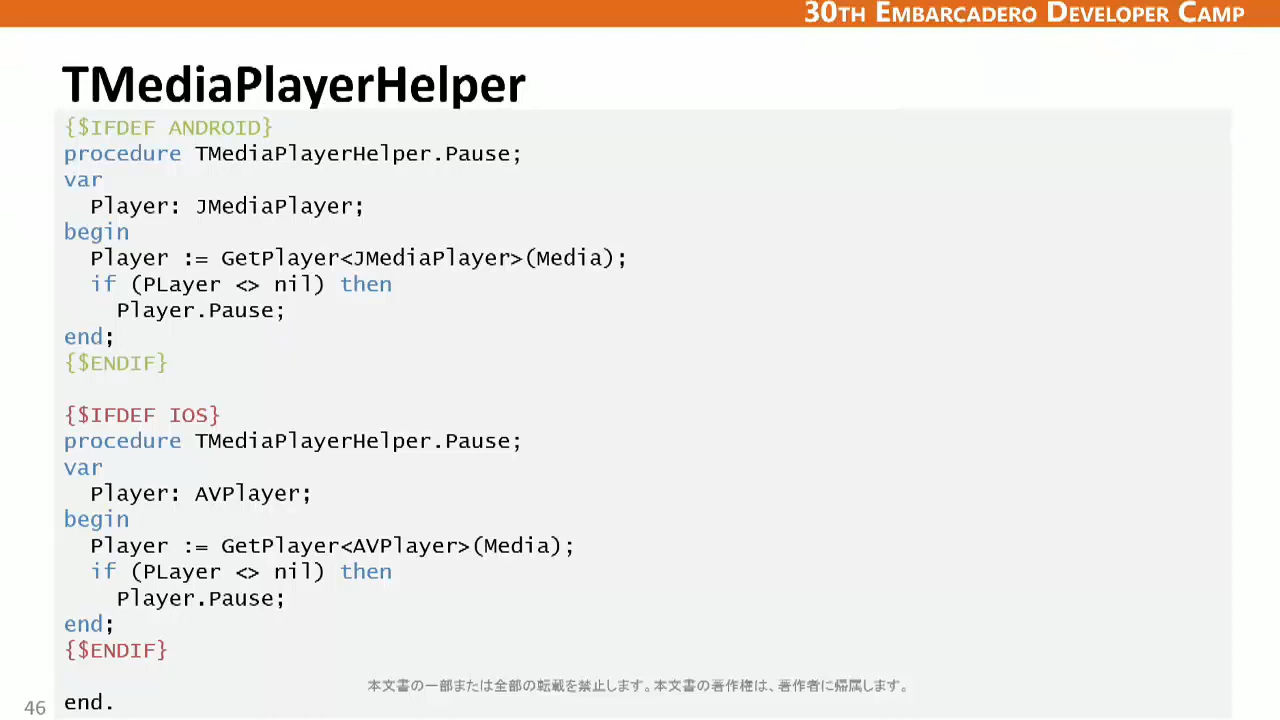 30TH EMBARCADERO DEVELOPER CAMP
TMediaPlayerHelper
{$IFDEF ANDROID}
procedure TMediaPlayerHelper.Pause;
var
  Player: JMediaPlayer;
begin
  Player := GetPlayer<JMediaPlayer>(Media);
  if (PLayer <> nil) then
    Player.Pause;
end;
{$ENDIF}

{$IFDEF IOS}
procedure TMediaPlayerHelper.Pause;
var
  Player: AVPlayer;
begin
  Player := GetPlayer<AVPlayer>(Media);
  if (PLayer <> nil) then
    Player.Pause;
end;
{$ENDIF}

本文書の一部または全部の転載を禁止します。本文書の著作権は、著作者に帰属します。
end.
46